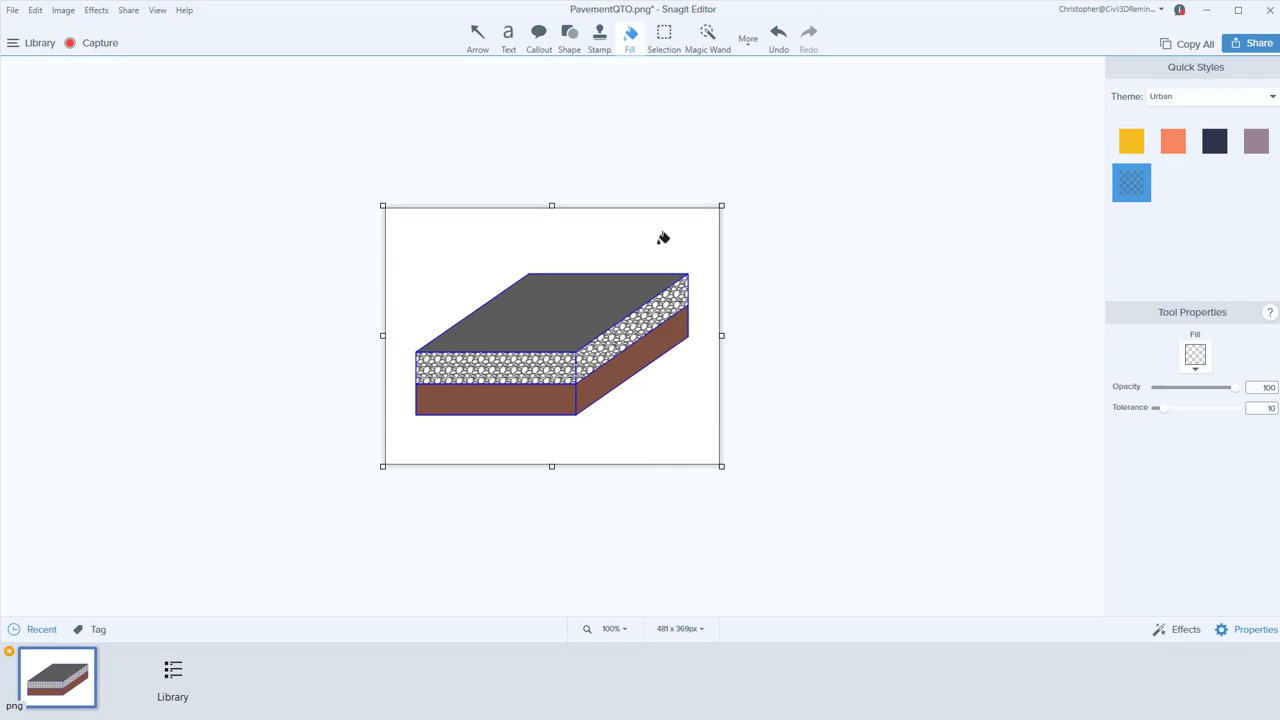 File Edit Image Effects Share View Help
PavementQTO.png* - Snagit Editor
Christopher@Civil3DRemin...
Library Capture
Arrow Text Callout Shape Stamp Fill Selection Magic Wand More Undo Redo
Copy All Share
Quick Styles
Theme: Urban
Tool Properties ?
Fill
Opacity 100
Tolerance 10
Recent Tag
100% 481 x 369px
Effects Properties
png
Library